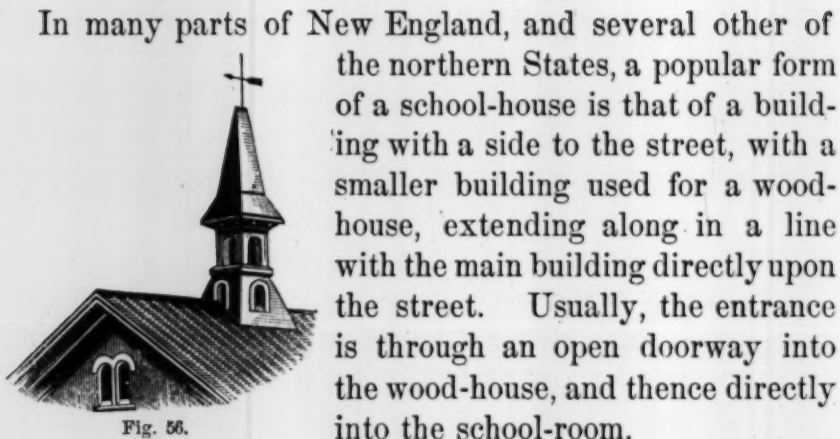 In many parts of New England, and several other of
the northern States, a popular form
of a school-house is that of a build-
ing with a side to the street, with a
smaller building used for a wood-
house, extending along in a line
with the main building directly upon
the street. Usually, the entrance
is through an open doorway into
the wood-house, and thence directly
into the school-room.
Fig. 56.